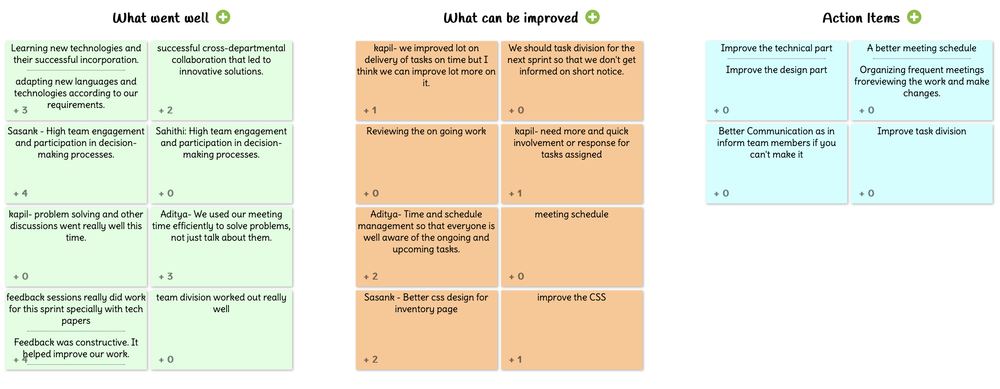 What went well
Learning new technologies and
their successful incorporation.
adapting new languages and
technologies according to our
requirements.
+ 3
successful cross-departmental
collaboration that led to
innovative solutions.
+ 2
Sasank - High team engagement
and participation in decision-
making processes.
+ 4
Sahithi: High team engagement
and participation in decision-
making processes.
+ 0
kapil- problem solving and other
discussions went really well this
time.
+ 0
Aditya- We used our meeting
time efficiently to solve problems,
not just talk about them.
+ 3
feedback sessions really did work
for this sprint specially with tech
papers
Feedback was constructive. It
helped improve our work.
+ 4
team division worked out really
well
+ 0
What can be improved
kapil- we improved lot on
delivery of tasks on time but I
think we can improve lot more on
it.
+ 1
We should task division for the
next sprint so that we don't get
informed on short notice.
+ 0
Reviewing the on going work
+ 0
kapil- need more and quick
involvement or response for
tasks assigned
+ 1
Aditya- Time and schedule
management so that everyone is
well aware of the ongoing and
upcoming tasks.
+ 2
meeting schedule
+ 0
Sasank - Better css design for
inventory page
+ 2
improve the CSS
+ 1
Action Items
Improve the technical part
Improve the design part
+ 0
A better meeting schedule
Organizing frequent meetings
froreviewing the work and make
changes.
+ 0
Better Communication as in
inform team members if you
can't make it
+ 0
Improve task division
+ 0